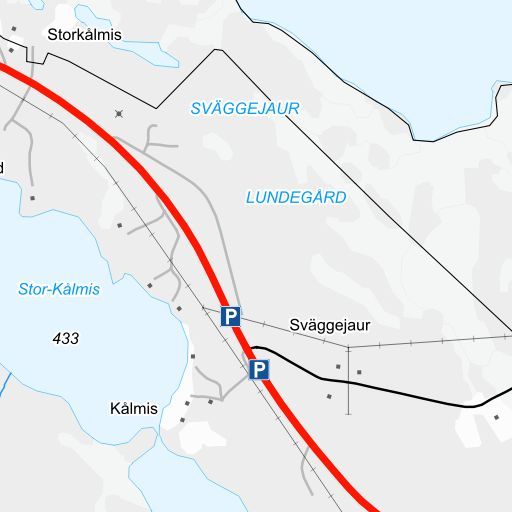 Storkålmis
SVÄGGEJAUR
d
LUNDEGÅRD
Stor-Kålmis
433
P
Sväggejaur
P
Kålmis